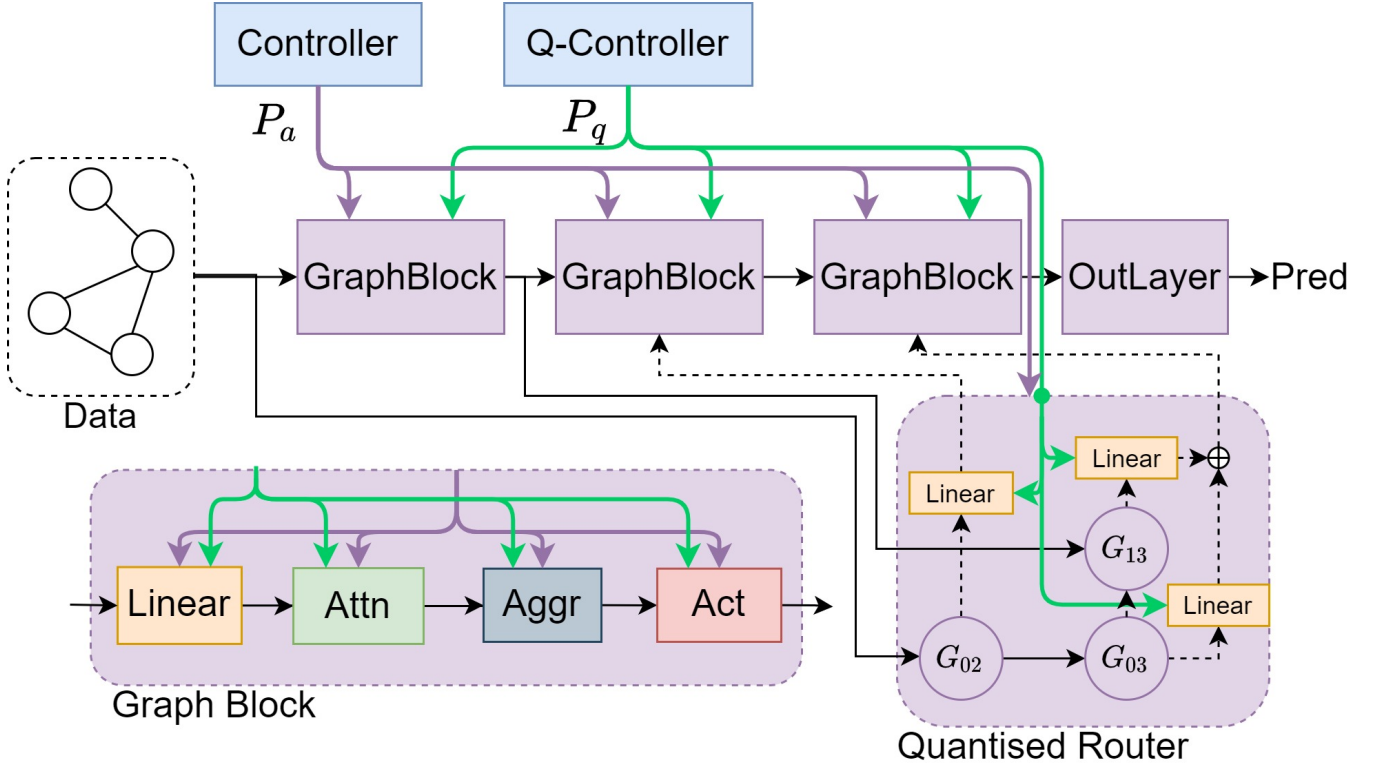 Controller
Q-Controller
P_a
P_q
GraphBlock
GraphBlock
GraphBlock
OutLayer
Pred
Data
Linear
Linear
G_13
Linear
G_02
G_03
Linear
Attn
Aggr
Act
Graph Block
Quantised Router